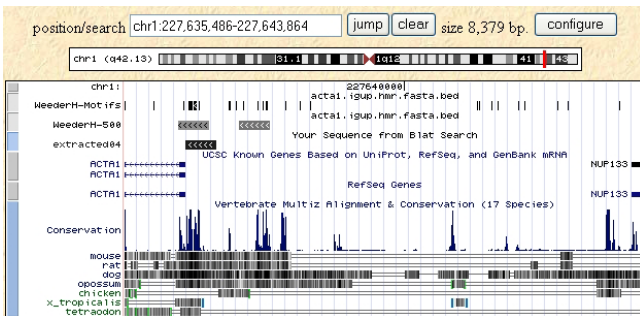 position/search chr1:227,635,486-227,643,864 jump clear size 8,379 bp. configure
chr1 (q42.13) 31.1 1q12 41 43
chr1: 227640000|
acta1.igup.hmr.fasta.bed
WeederH-Motifs
acta1.igup.hmr.fasta.bed
WeederH-500
Your Sequence from Blat Search
extracted04
UCSC Known Genes Based on UniProt, RefSeq, and GenBank mRNA
ACTA1 NUP133
ACTA1
RefSeq Genes
ACTA1 NUP133
Vertebrate Multiz Alignment & Conservation (17 Species)
Conservation
mouse
rat
dog
opossum
chicken
x_tropicalis
tetraodon